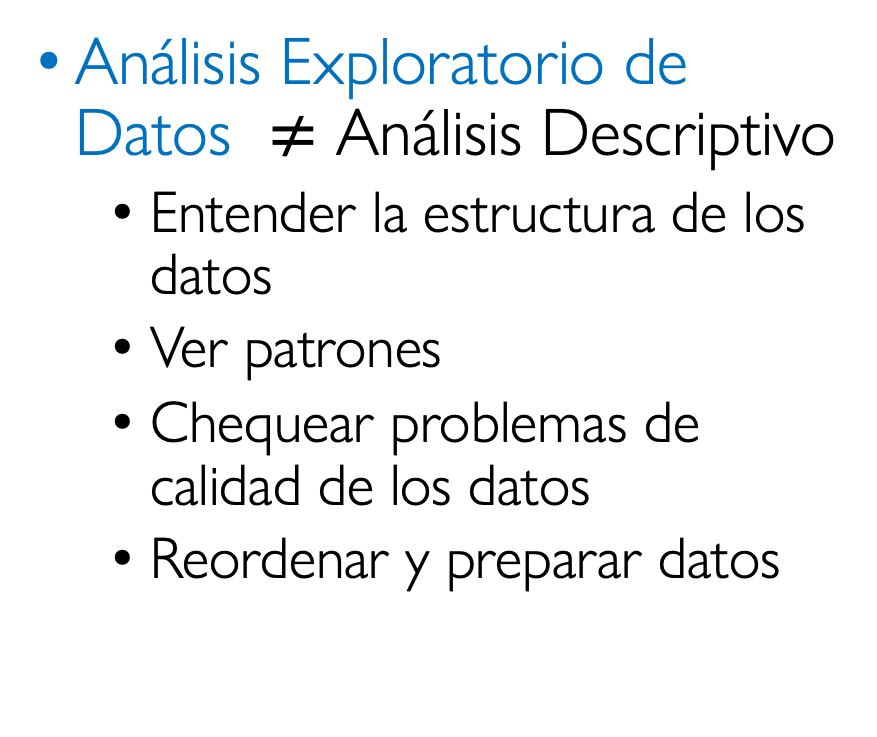 • Análisis Exploratorio de
Datos ≠ Análisis Descriptivo
• Entender la estructura de los
datos
• Ver patrones
• Chequear problemas de
calidad de los datos
• Reordenar y preparar datos